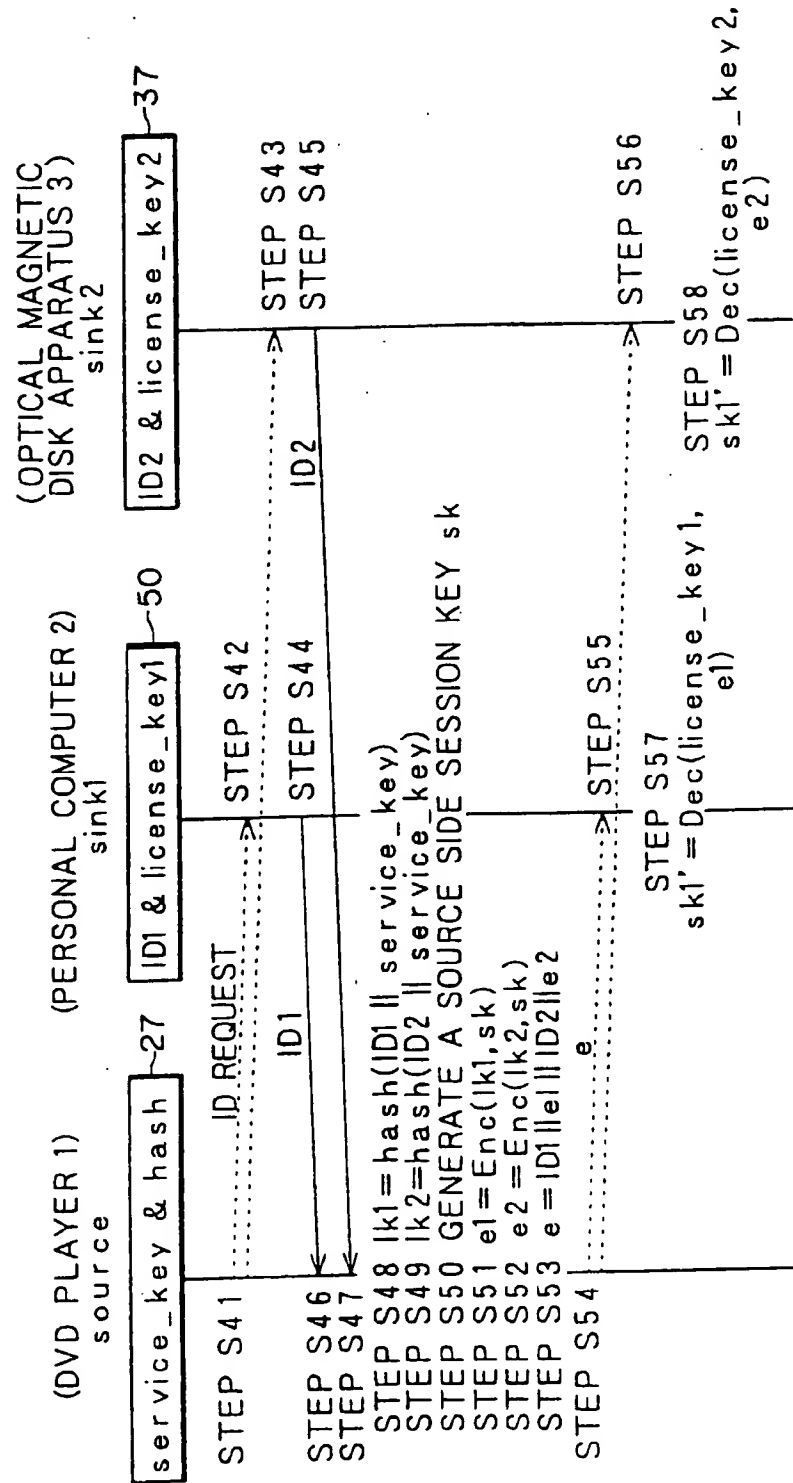 (DVD PLAYER 1)
source
service_key & hash
27
(PERSONAL COMPUTER 2)
sink1
ID1 & license_key1
50
(OPTICAL MAGNETIC
DISK APPARATUS 3)
sink2
ID2 & license_key2
37
STEP S41
ID REQUEST
STEP S42
STEP S43
STEP S44
STEP S45
ID1
ID2
STEP S46
STEP S47
STEP S48 lk1=hash(ID1 || service_key)
STEP S49 lk2=hash(ID2 || service_key)
STEP S50 GENERATE A SOURCE SIDE SESSION KEY sk
STEP S51 e1=Enc(lk1,sk)
STEP S52 e2=Enc(lk2,sk)
STEP S53 e=ID1||e1||ID2||e2
STEP S54
e
STEP S55
STEP S56
STEP S57
sk1'=Dec(license_key1,
e1)
STEP S58
sk1'=Dec(license_key2,
e2)